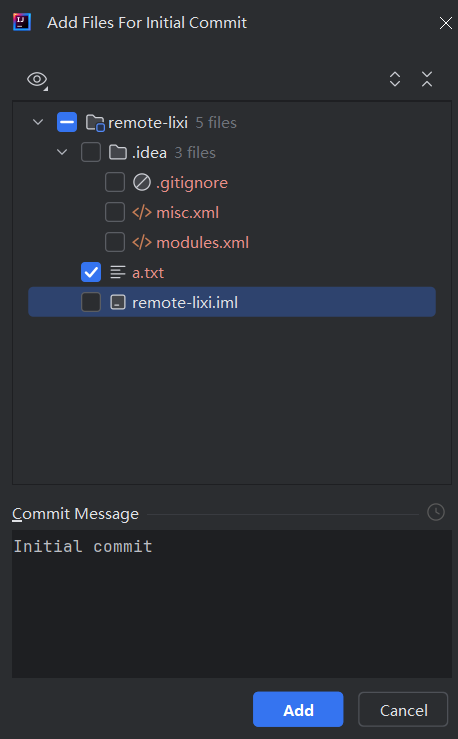 Add Files For Initial Commit
remote-lixi 5 files
.idea 3 files
.gitignore
</> misc.xml
</> modules.xml
a.txt
remote-lixi.iml
Commit Message
Initial commit
Add
Cancel